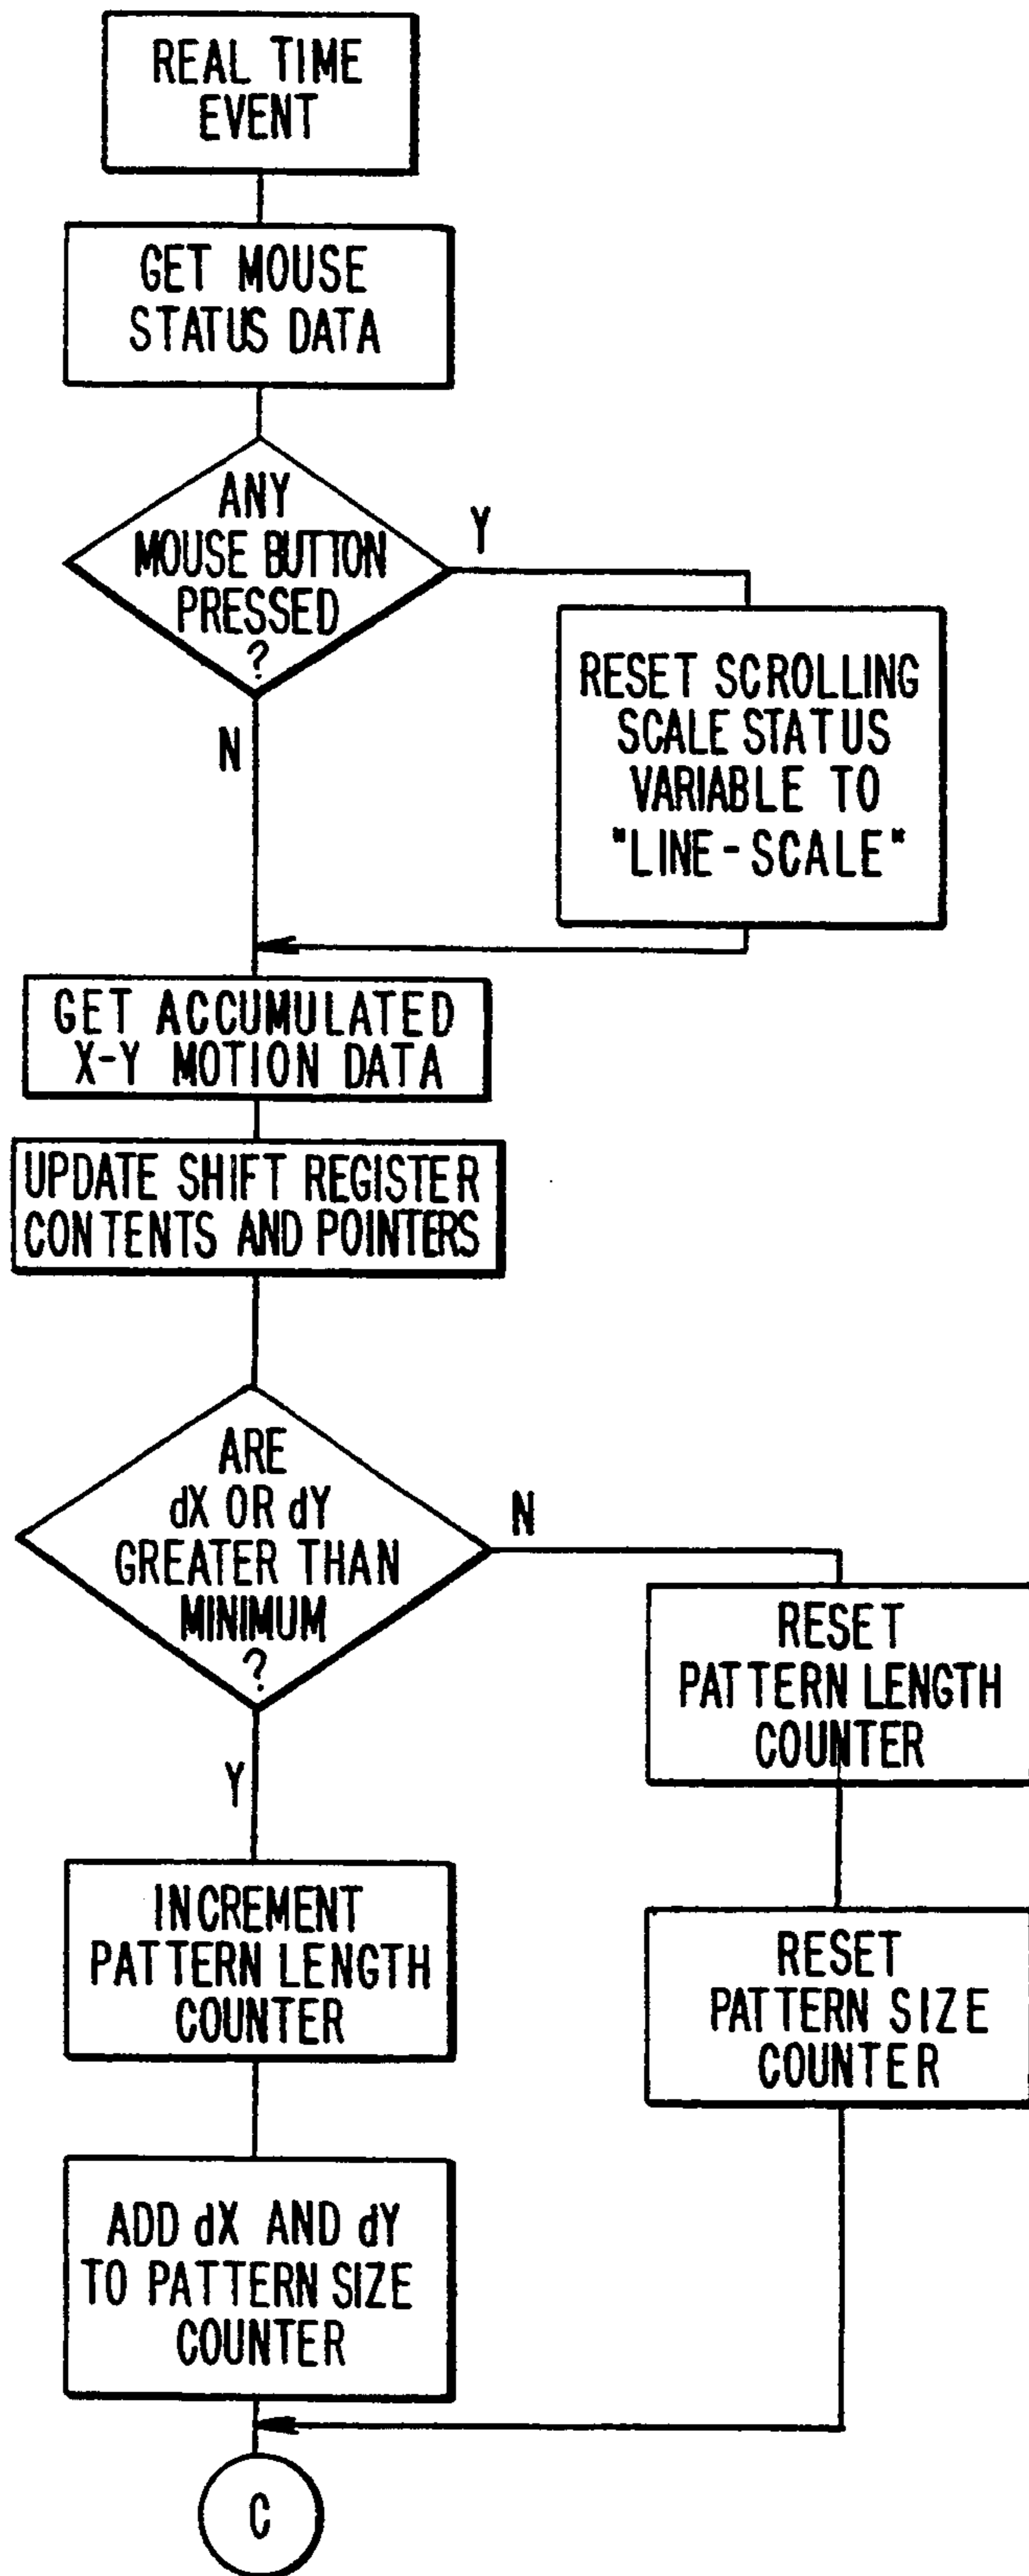 REAL TIME
EVENT
GET MOUSE
STATUS DATA
ANY
MOUSE BUTTON
PRESSED
?
Y
N
RESET SCROLLING
SCALE STATUS
VARIABLE TO
"LINE-SCALE"
GET ACCUMULATED
X-Y MOTION DATA
UPDATE SHIFT REGISTER
CONTENTS AND POINTERS
ARE
dX OR dY
GREATER THAN
MINIMUM
?
N
Y
RESET
PATTERN LENGTH
COUNTER
INCREMENT
PATTERN LENGTH
COUNTER
RESET
PATTERN SIZE
COUNTER
ADD dX AND dY
TO PATTERN SIZE
COUNTER
C